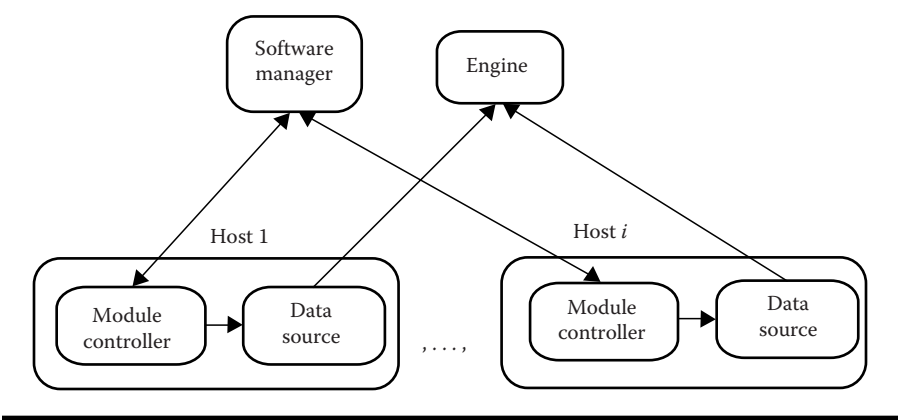 Software
manager
Engine
Host 1
Host i
Module
controller
Data
source
, . . . . ,
Module
controller
Data
source